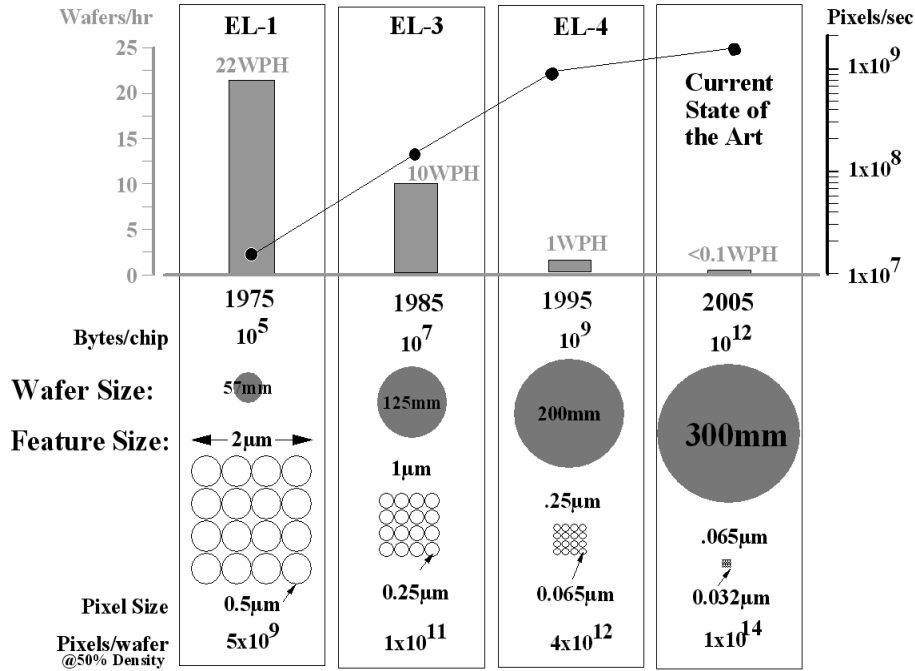 Wafers/hr
EL-1
EL-3
EL-4
Pixels/sec
25
20
15
10
5
0
22WPH
10WPH
1WPH
<0.1WPH
Current
State of
the Art
1x10^9
1x10^8
1x10^7
1975
1985
1995
2005
Bytes/chip
10^5
10^7
10^9
10^12
Wafer Size:
57mm
125mm
200mm
300mm
Feature Size:
2μm
1μm
.25μm
.065μm
Pixel Size
0.5μm
0.25μm
0.065μm
0.032μm
Pixels/wafer
@50% Density
5x10^9
1x10^11
4x10^12
1x10^14